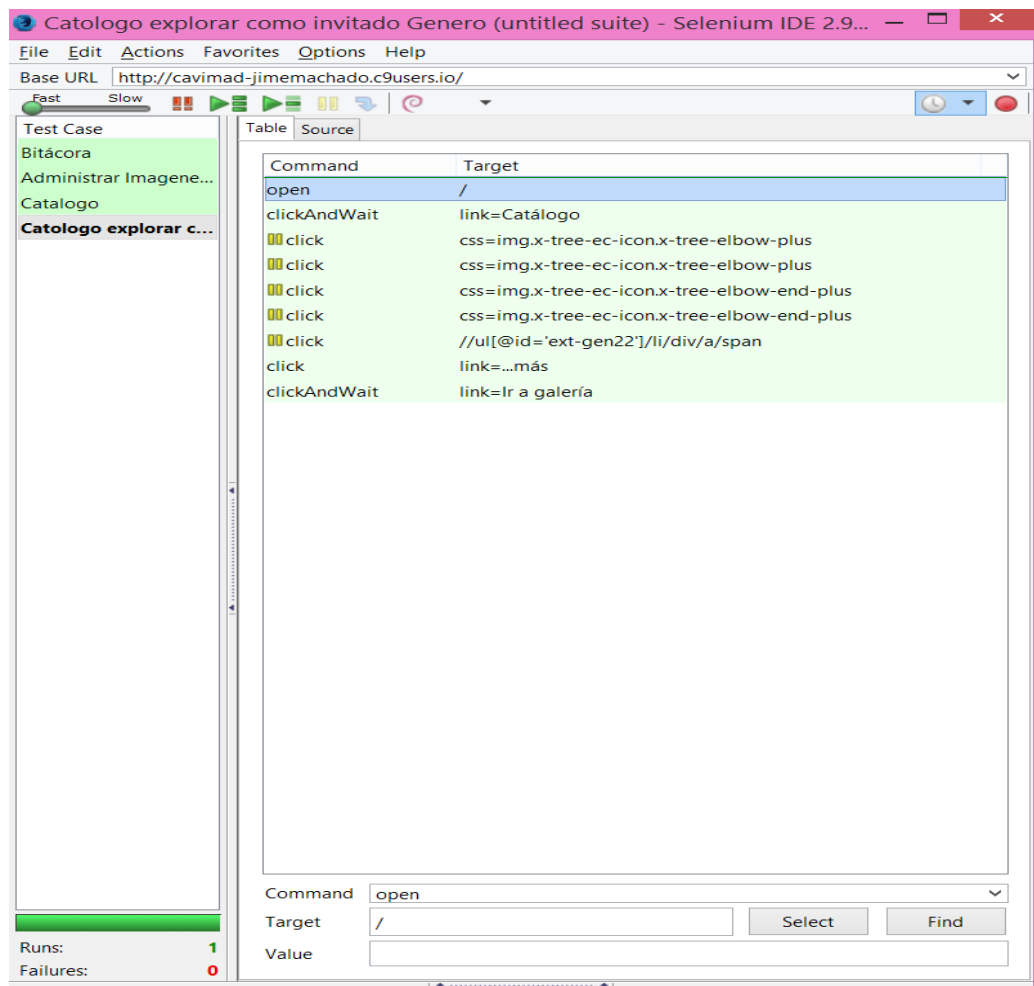 Catologo explorar como invitado Genero (untitled suite) - Selenium IDE 2.9...
File Edit Actions Favorites Options Help
Base URL http://cavimad-jimemachado.c9users.io/
Fast Slow
Test Case
Bitácora
Administrar Imagene...
Catalogo
Catologo explorar c...
Table Source
Command Target
open /
clickAndWait link=Catálogo
click css=img.x-tree-ec-icon.x-tree-elbow-plus
click css=img.x-tree-ec-icon.x-tree-elbow-plus
click css=img.x-tree-ec-icon.x-tree-elbow-end-plus
click css=img.x-tree-ec-icon.x-tree-elbow-end-plus
click //ul[@id='ext-gen22']/li/div/a/span
click link=...más
clickAndWait link=Ir a galería
Command open
Target / Select Find
Value
Runs: 1
Failures: 0